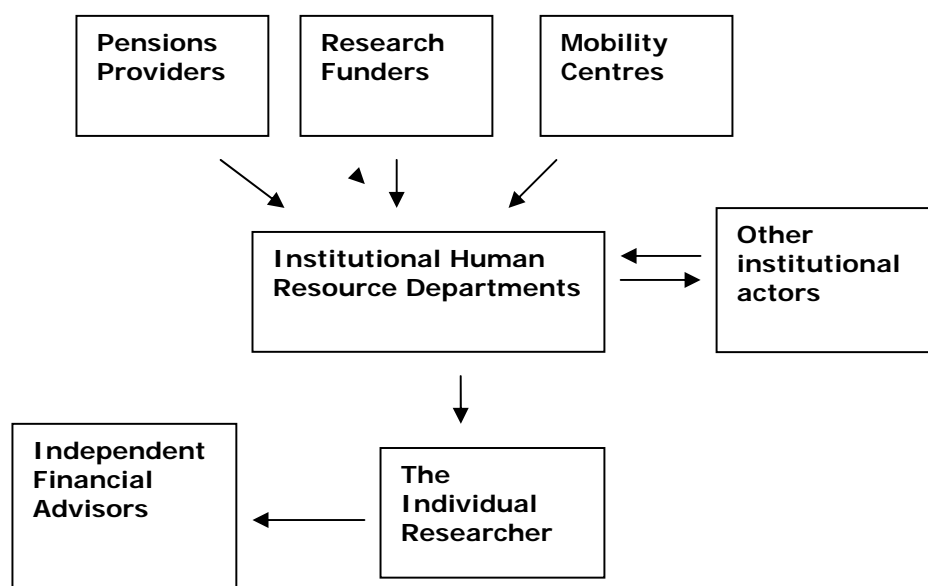 Pensions
Providers
Research
Funders
Mobility
Centres
Institutional Human
Resource Departments
Other
institutional
actors
Independent
Financial
Advisors
The
Individual
Researcher